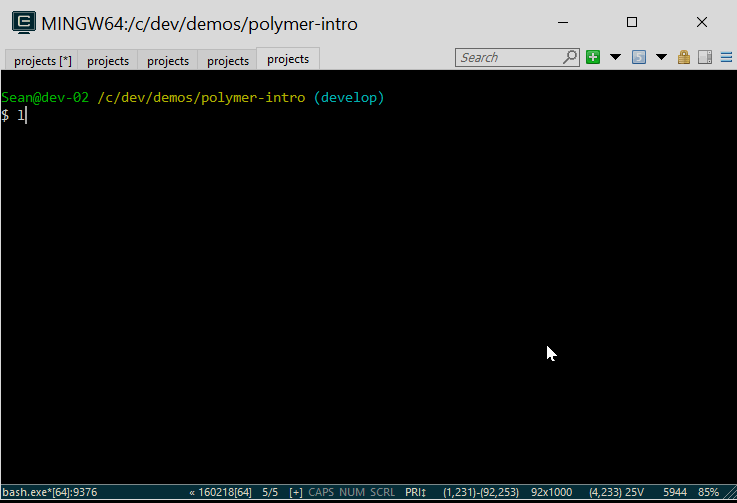 MINGW64:/c/dev/demos/polymer-intro
projects [*] projects projects projects projects Search
Sean@dev-02 /c/dev/demos/polymer-intro (develop)
$ l
bash.exe*[64]:9376 « 160218[64] 5/5 [+] CAPS NUM SCRL PRI‡ (1,231)-(92,253) 92x1000 (4,233) 25V 5944 85%